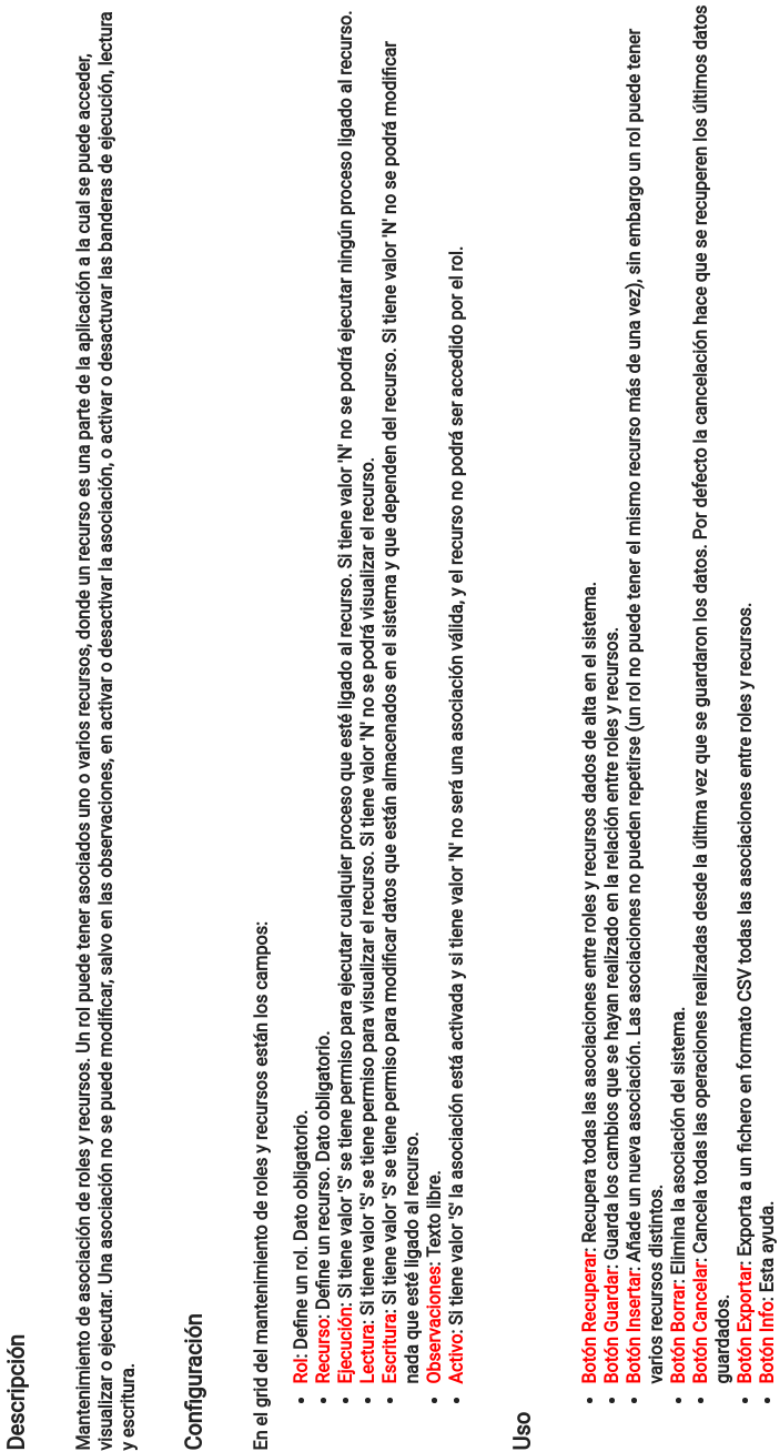 Descripción
Mantenimiento de asociación de roles y recursos. Un rol puede tener asociados uno o varios recursos, donde un recurso es una parte de la aplicación a la cual se puede acceder,
visualizar o ejecutar. Una asociación no se puede modificar, salvo en las observaciones, en activar o desactivar la asociación, o activar o desactuvar las banderas de ejecución, lectura
y escritura.
Configuración
En el grid del mantenimiento de roles y recursos están los campos:
• Rol: Define un rol. Dato obligatorio.
• Recurso: Define un recurso. Dato obligatorio.
• Ejecución: Si tiene valor 'S' se tiene permiso para ejecutar cualquier proceso que esté ligado al recurso. Si tiene valor 'N' no se podrá ejecutar ningún proceso ligado al recurso.
• Lectura: Si tiene valor 'S' se tiene permiso para visualizar el recurso. Si tiene valor 'N' no se podrá visualizar el recurso.
• Escritura: Si tiene valor 'S' se tiene permiso para modificar datos que están almacenados en el sistema y que dependen del recurso. Si tiene valor 'N' no se podrá modificar
nada que esté ligado al recurso.
• Observaciones: Texto libre.
• Activo: Si tiene valor 'S' la asociación está activada y si tiene valor 'N' no será una asociación válida, y el recurso no podrá ser accedido por el rol.
Uso
• Botón Recuperar: Recupera todas las asociaciones entre roles y recursos dados de alta en el sistema.
• Botón Guardar: Guarda los cambios que se hayan realizado en la relación entre roles y recursos.
• Botón Insertar: Añade un nueva asociación. Las asociaciones no pueden repetirse (un rol no puede tener el mismo recurso más de una vez), sin embargo un rol puede tener
varios recursos distintos.
• Botón Borrar: Elimina la asociación del sistema.
• Botón Cancelar: Cancela todas las operaciones realizadas desde la última vez que se guardaron los datos. Por defecto la cancelación hace que se recuperen los últimos datos
guardados.
• Botón Exportar: Exporta a un fichero en formato CSV todas las asociaciones entre roles y recursos.
• Botón Info: Esta ayuda.